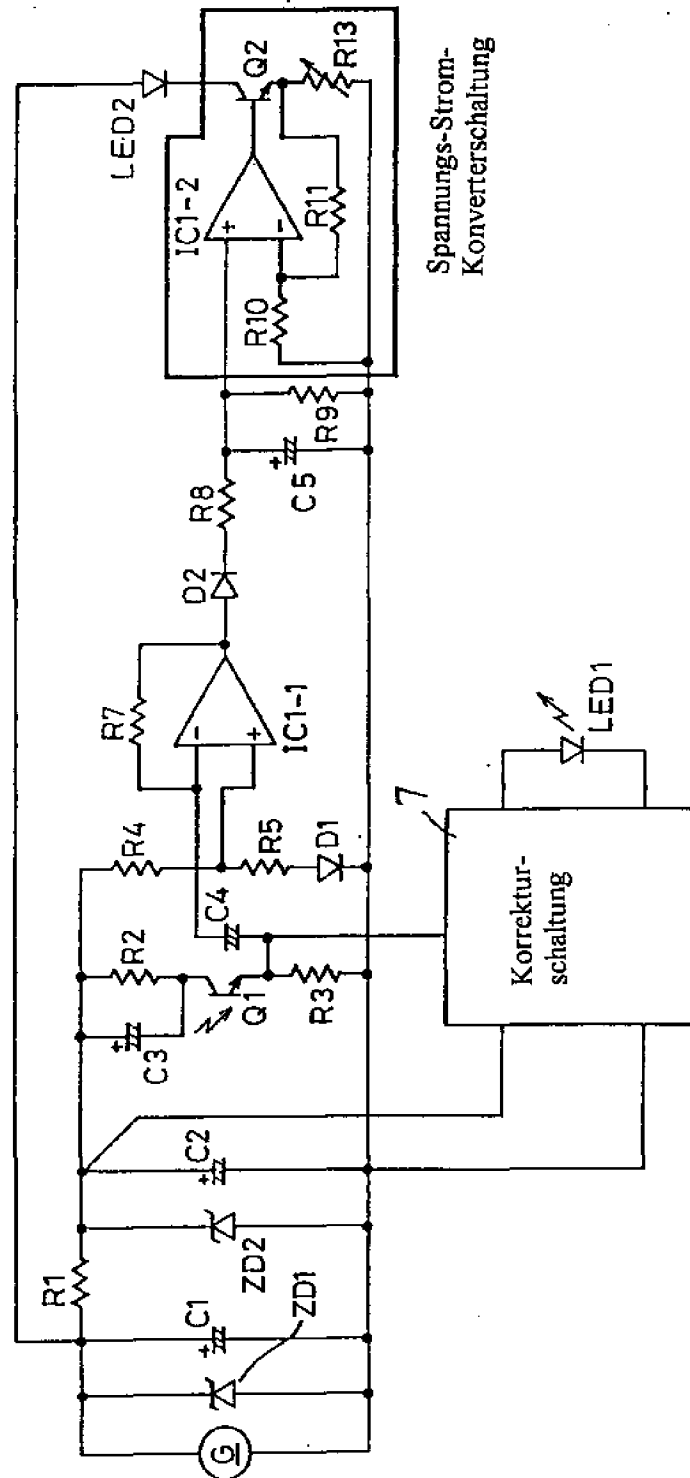 G
ZD1
C1
R1
ZD2
C2
C3
R2
Q1
R3
C4
R4
R5
D1
R7
IC1-1
D2
R8
C5
R9
R10
R11
IC1-2
Q2
R13
LED2
Spannungs-Strom-
Konverterschaltung
7
Korrektur-
schaltung
LED1